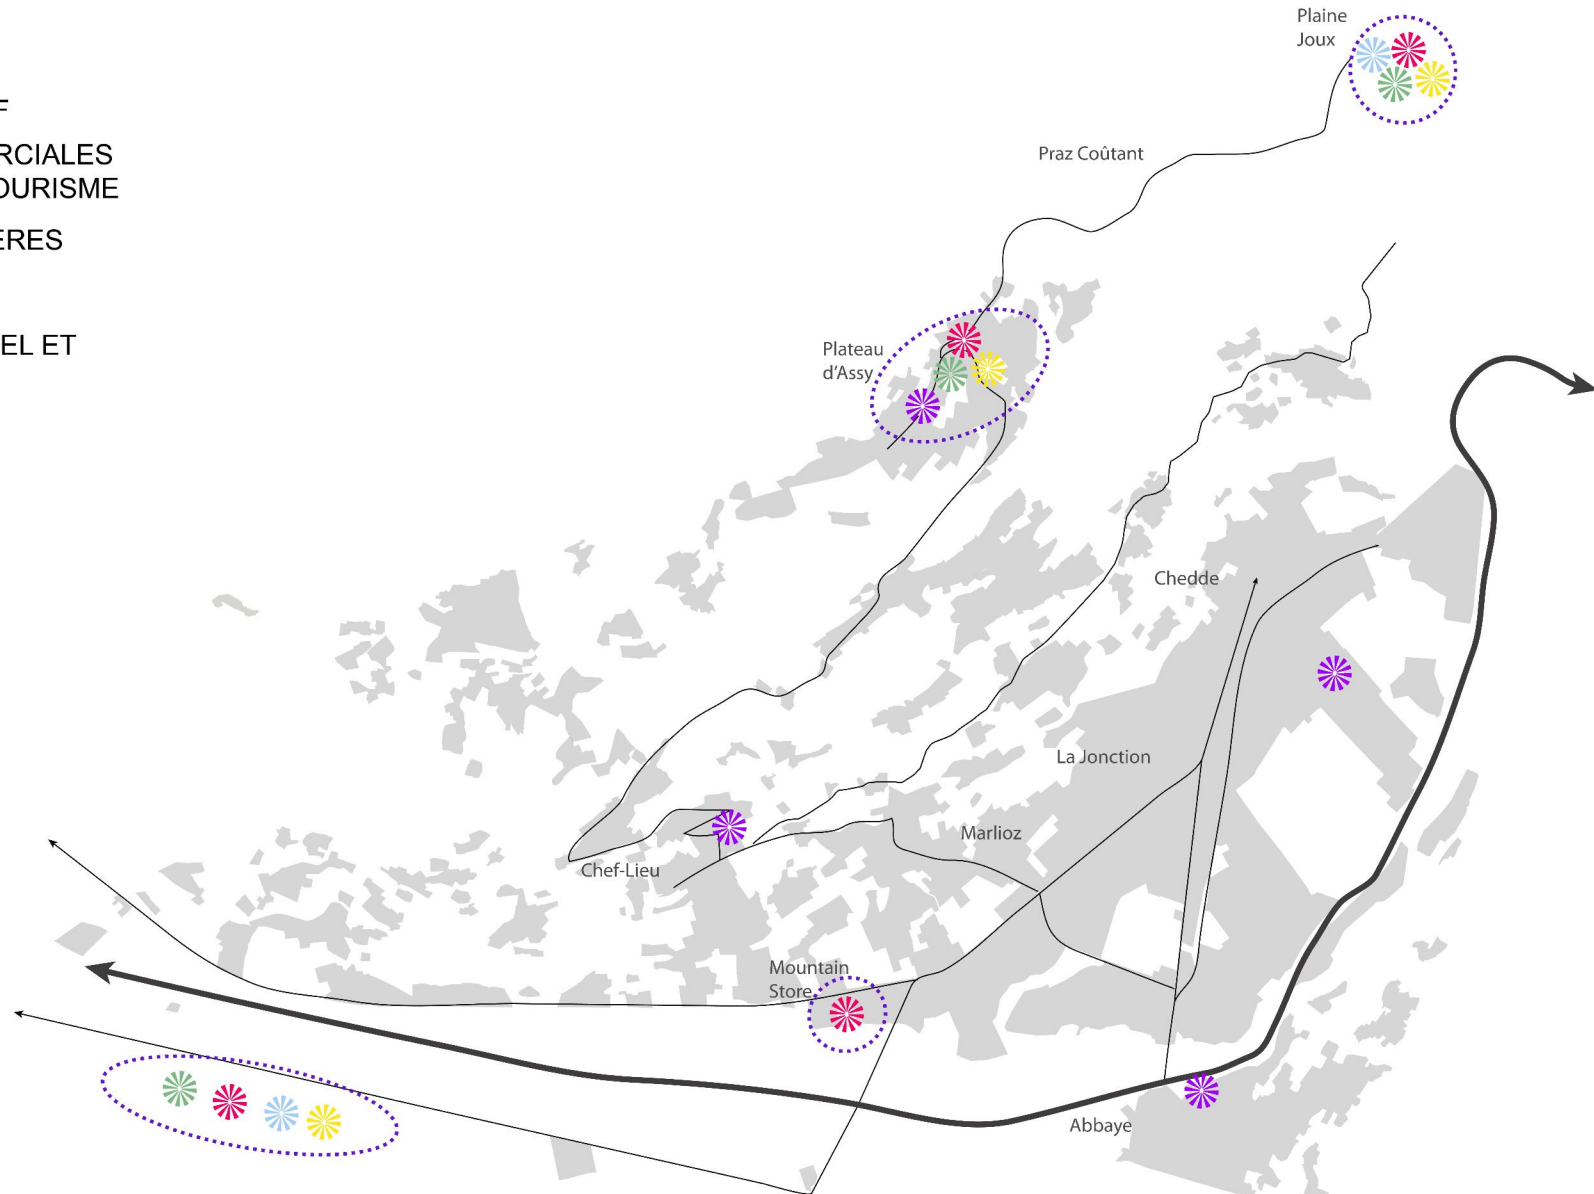 F
RCIALES
OURISME
ERES
EL ET
Plaine
Joux
Praz Coûtant
Plateau
d'Assy
Chedde
La Jonction
Marlioz
Chef-Lieu
Mountain
Store
Abbaye